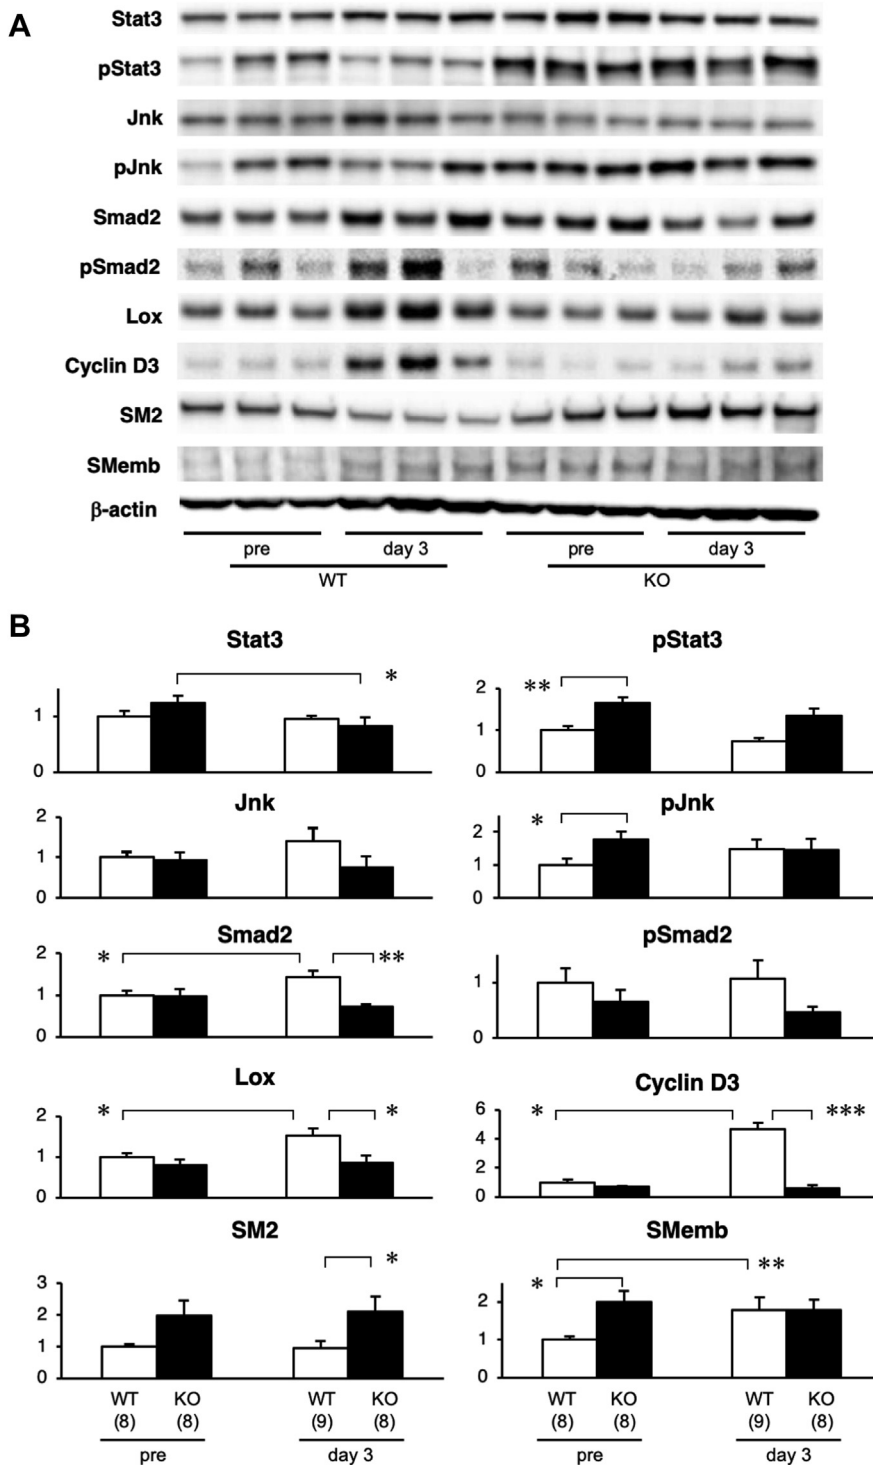 A
Stat3
pStat3
Jnk
pJnk
Smad2
pSmad2
Lox
Cyclin D3
SM2
SMemb
β-actin
pre day 3 pre day 3
WT KO
B
Stat3 pStat3
* **
2
1 1
0 0
Jnk pJnk
2 * 2
1 1
0 0
Smad2 pSmad2
2 * **
1 1
0 0
Lox Cyclin D3
2 * * 6 * ***
1 4
2
0 0
SM2 SMemb
* **
3 *
2 2
1 1
0 0
WT KO WT KO WT KO WT KO
(8) (8) (9) (8) (8) (8) (9) (8)
pre day 3 pre day 3